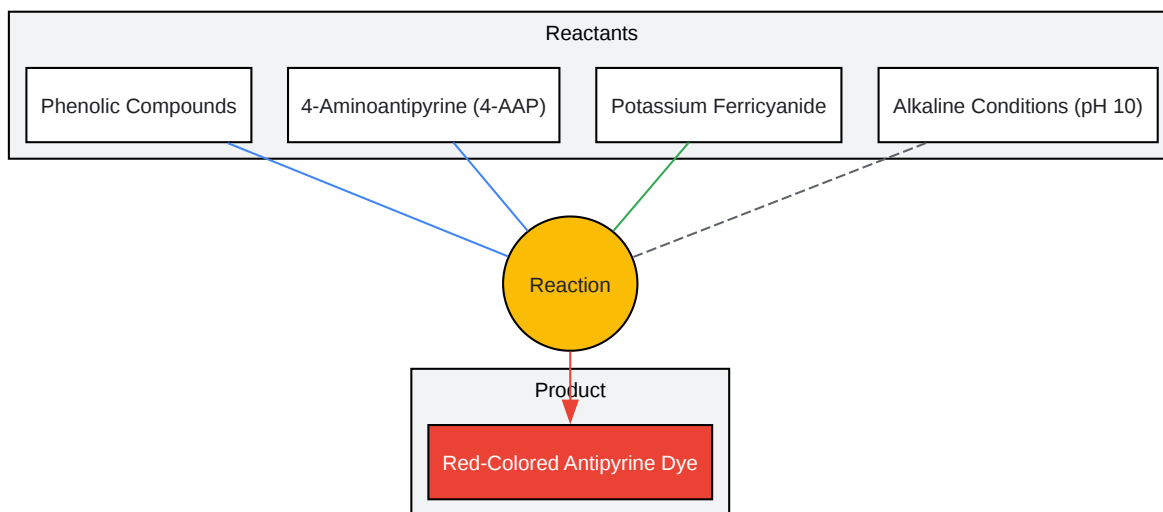 Reactants
Phenolic Compounds
4-Aminoantipyrine (4-AAP)
Potassium Ferricyanide
Alkaline Conditions (pH 10)
Reaction
Product
Red-Colored Antipyrine Dye